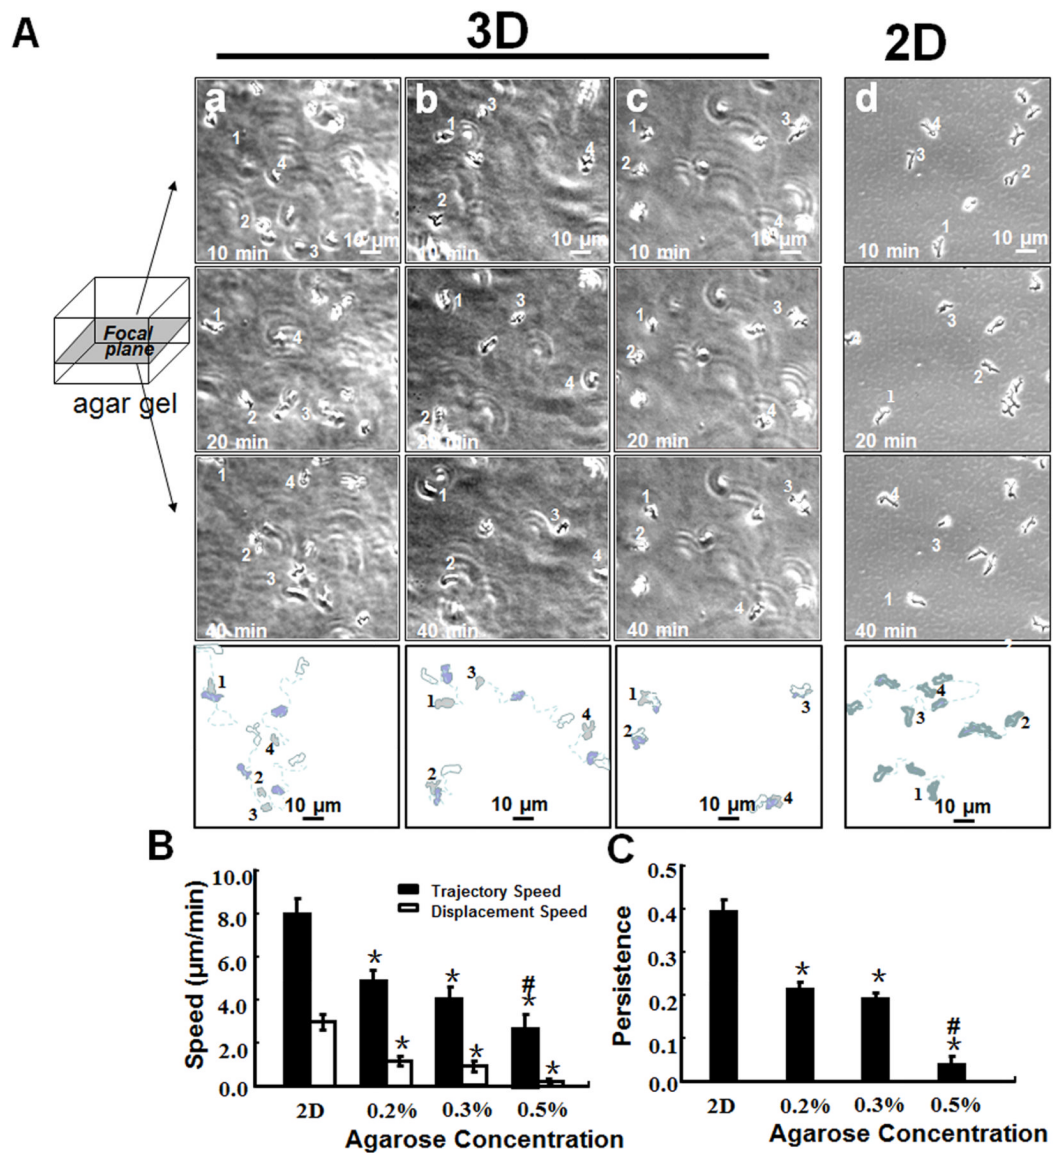 A
3D
2D
a
b
c
d
1
4
2
3
10 min
10 µm
3
1
4
2
10 min
10 µm
1
3
2
4
10 min
10 µm
4
3
2
1
10 min
10 µm
Focal
plane
agar gel
1
4
2
3
20 min
1
3
4
2
20 min
1
3
2
4
20 min
3
2
1
20 min
1
4
2
3
40 min
1
3
2
4
40 min
1
3
2
4
40 min
4
3
1
40 min
1
4
2
3
10 µm
3
1
4
2
10 µm
1
3
2
4
10 µm
4
3
2
1
10 µm
B
Speed (µm/min)
10.0
8.0
6.0
4.0
2.0
0.0
Trajectory Speed
Displacement Speed
*
*
*
*
#
*
*
2D
0.2%
0.3%
0.5%
Agarose Concentration
C
Persistence
0.5
0.4
0.3
0.2
0.1
0.0
*
*
#
*
2D
0.2%
0.3%
0.5%
Agarose Concentration